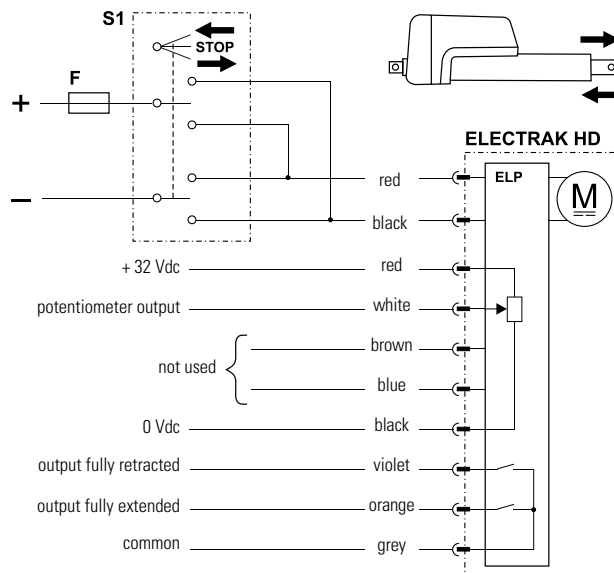 S1
STOP
F
+
–
ELECTRAK HD
ELP
M
red
black
+ 32 Vdc red
potentiometer output white
not used
brown
blue
0 Vdc black
output fully retracted violet
output fully extended orange
common grey